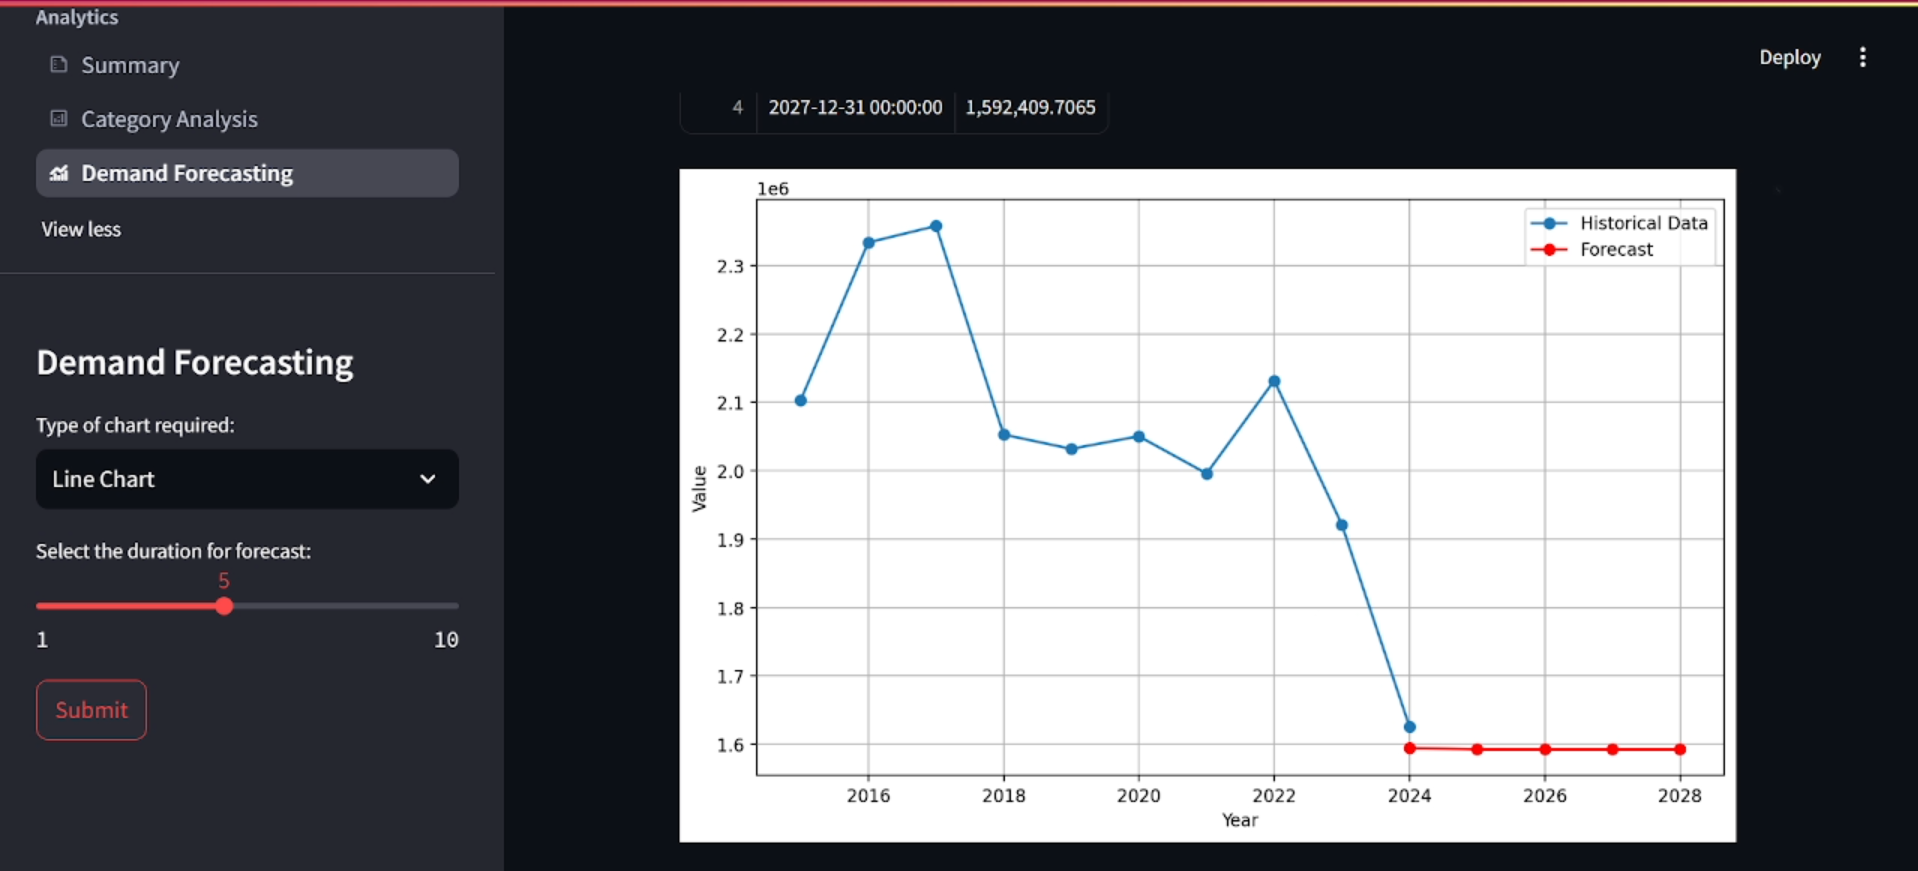 Analytics
Summary
Category Analysis
Demand Forecasting
View less
Demand Forecasting
Type of chart required:
Line Chart
Select the duration for forecast:
5
1 10
Submit
Deploy
4 2027-12-31 00:00:00 1,592,409.7065
1e6
Historical Data
Forecast
2.3
2.2
2.1
2.0
1.9
1.8
1.7
1.6
Value
2016 2018 2020 2022 2024 2026 2028
Year